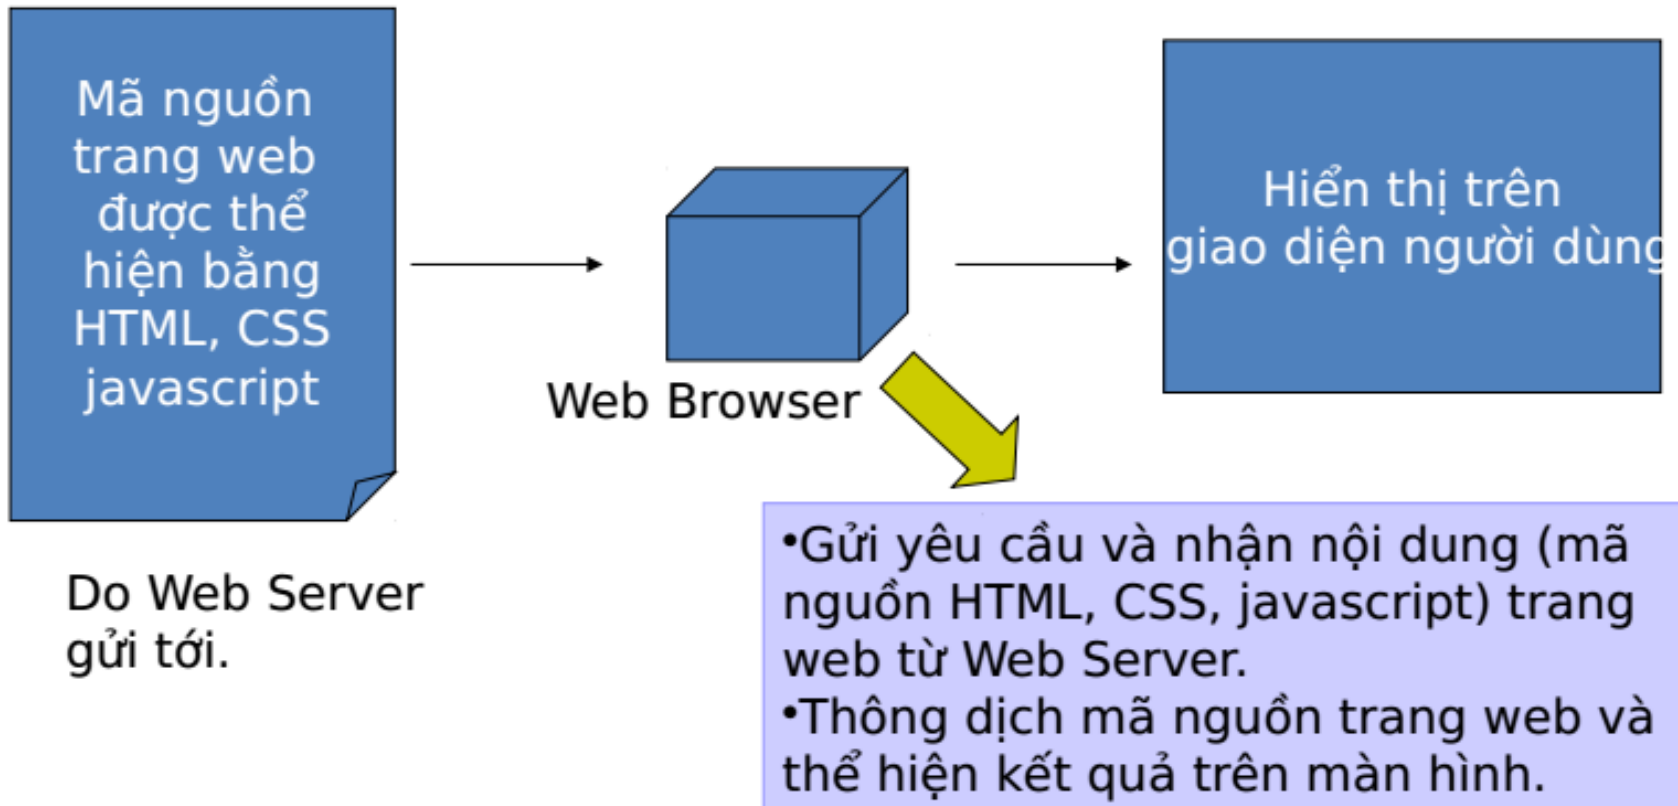 Mã nguồn
trang web
được thể
hiện bằng
HTML, CSS
javascript
Do Web Server
gửi tới.
Web Browser
Hiển thị trên
giao diện người dùng
•Gửi yêu cầu và nhận nội dung (mã
nguồn HTML, CSS, javascript) trang
web từ Web Server.
•Thông dịch mã nguồn trang web và
thể hiện kết quả trên màn hình.